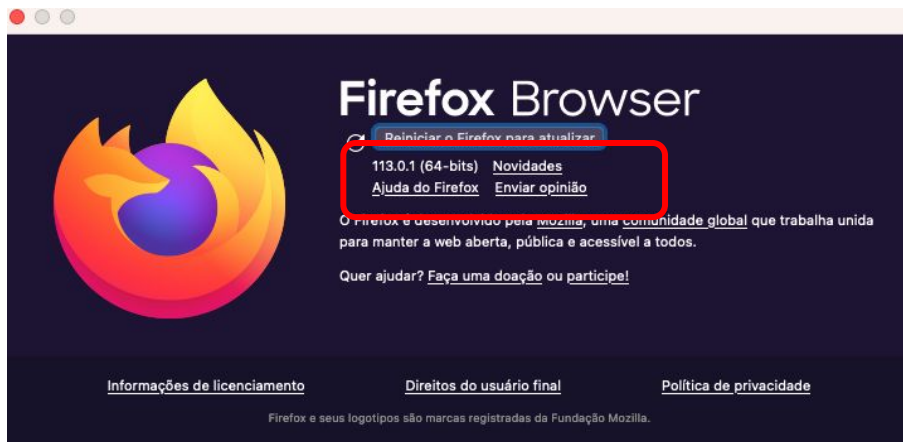 Firefox Browser
Reiniciar o Firefox para atualizar
113.0.1 (64-bits) Novidades
Ajuda do Firefox Enviar opinião
O Firefox é desenvolvido pela Mozilla, uma comunidade global que trabalha unida
para manter a web aberta, pública e acessível a todos.
Quer ajudar? Faça uma doação ou participe!
Informações de licenciamento Direitos do usuário final Política de privacidade
Firefox e seus logotipos são marcas registradas da Fundação Mozilla.